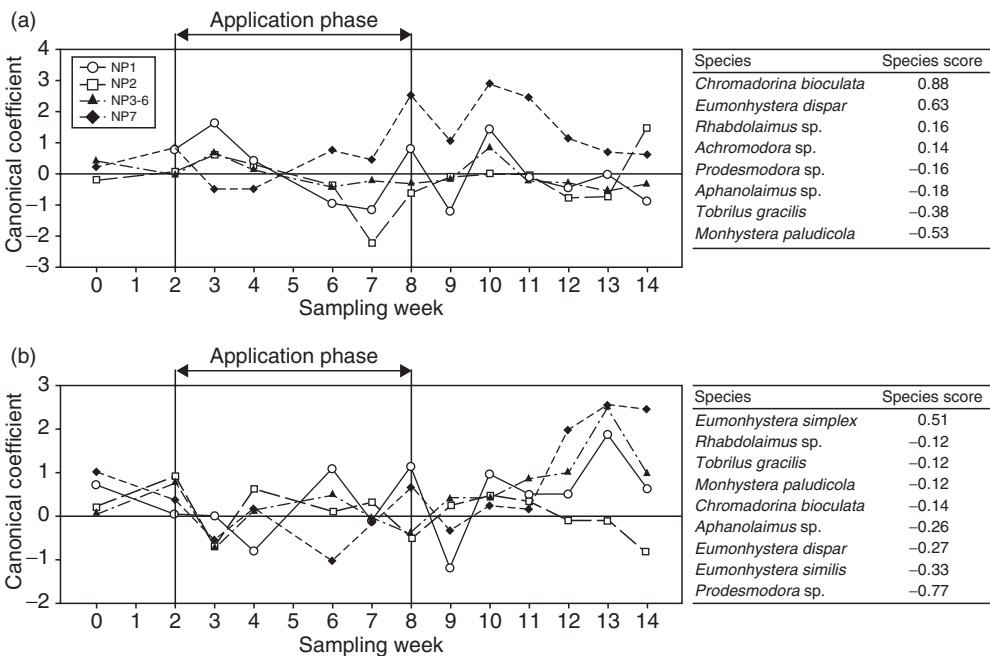 (a)
Application phase
4
3
2
1
0
–1
–2
–3
Canonical coefficient
NP1
NP2
NP3-6
NP7
0 1 2 3 4 5 6 7 8 9 10 11 12 13 14
Sampling week
Species Species score
Chromadorina bioculata 0.88
Eumonhystera dispar 0.63
Rhabdolaimus sp. 0.16
Achromodora sp. 0.14
Prodesmodora sp. –0.16
Aphanolaimus sp. –0.18
Tobrilus gracilis –0.38
Monhystera paludicola –0.53
(b)
Application phase
3
2
1
0
–1
–2
Canonical coefficient
0 1 2 3 4 5 6 7 8 9 10 11 12 13 14
Sampling week
Species Species score
Eumonhystera simplex 0.51
Rhabdolaimus sp. –0.12
Tobrilus gracilis –0.12
Monhystera paludicola –0.12
Chromadorina bioculata –0.14
Aphanolaimus sp. –0.26
Eumonhystera dispar –0.27
Eumonhystera similis –0.33
Prodesmodora sp. –0.77